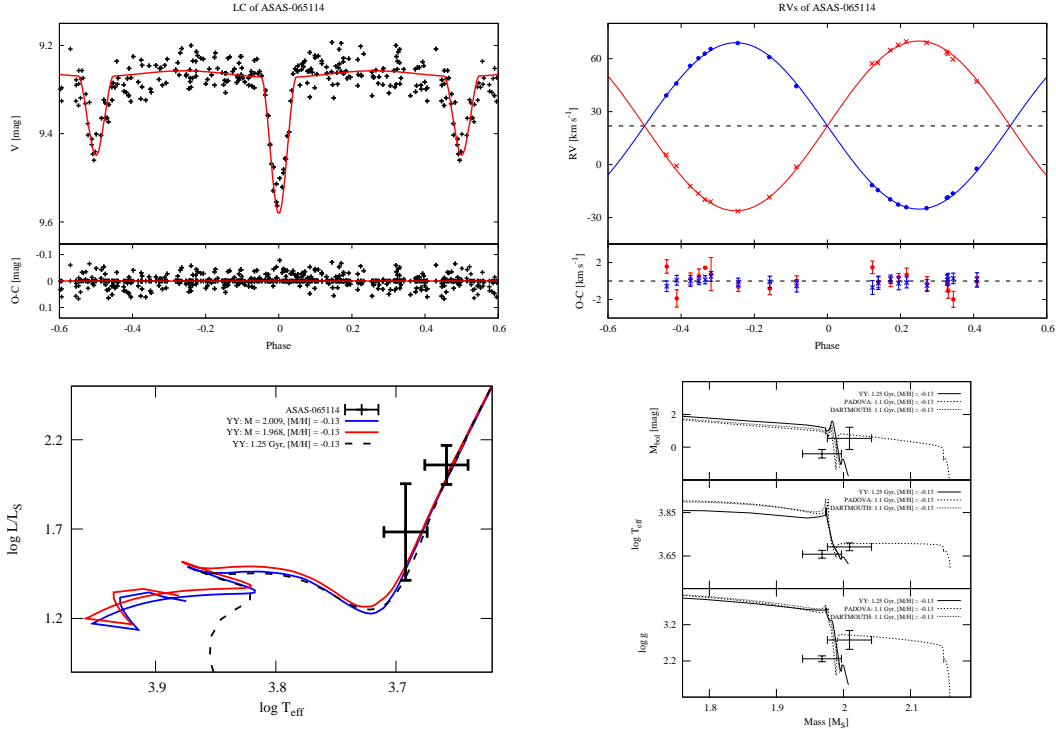 LC of ASAS-065114
9.2
9.4
9.6
V [mag]
-0.1
0
0.1
O-C [mag]
-0.6
-0.4
-0.2
0
0.2
0.4
0.6
Phase
RVs of ASAS-065114
60
30
0
-30
RV [km s-1]
2
0
-2
O-C [km s-1]
-0.6
-0.4
-0.2
0
0.2
0.4
0.6
Phase
ASAS-065114
YY: M = 2.009, [M/H] = -0.13
YY: M = 1.968, [M/H] = -0.13
YY: 1.25 Gyr, [M/H] = -0.13
2.2
1.7
1.2
log L/LS
3.9
3.8
3.7
log Teff
YY: 1.25 Gyr, [M/H] = -0.13
PADOVA: 1.1 Gyr, [M/H] = -0.13
DARTMOUTH: 1.1 Gyr, [M/H] = -0.13
2
0
Mbol [mag]
YY: 1.25 Gyr, [M/H] = -0.13
PADOVA: 1.1 Gyr, [M/H] = -0.13
DARTMOUTH: 1.1 Gyr, [M/H] = -0.13
3.85
3.65
log Teff
YY: 1.25 Gyr, [M/H] = -0.13
PADOVA: 1.1 Gyr, [M/H] = -0.13
DARTMOUTH: 1.1 Gyr, [M/H] = -0.13
3.2
2.2
log g
1.8
1.9
2
2.1
Mass [MS]